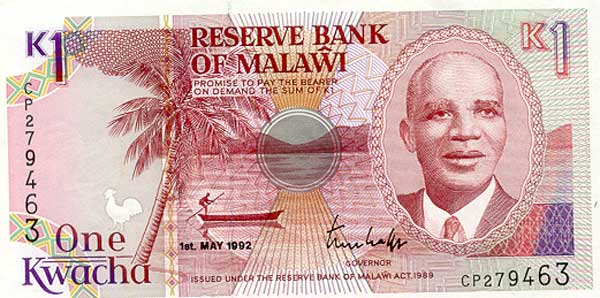 K1
RESERVE BANK
OF MALAŴI
K1
PROMISE TO PAY THE BEARER
ON DEMAND THE SUM OF K1
CP279463
1st. MAY 1992
GOVERNOR
One
Kwacha
ISSUED UNDER THE RESERVE BANK OF MALAŴI ACT, 1989
CP279463